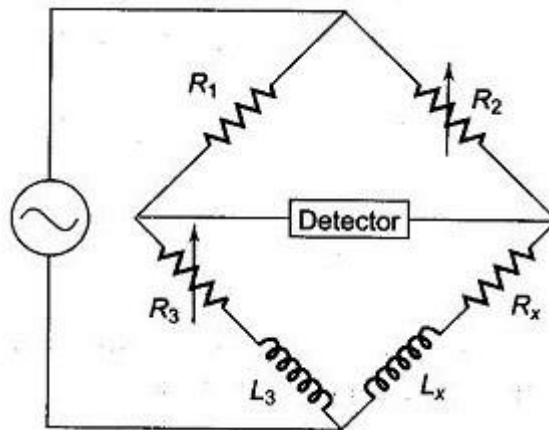 R1
R2
Detector
R3
Rx
L3
Lx